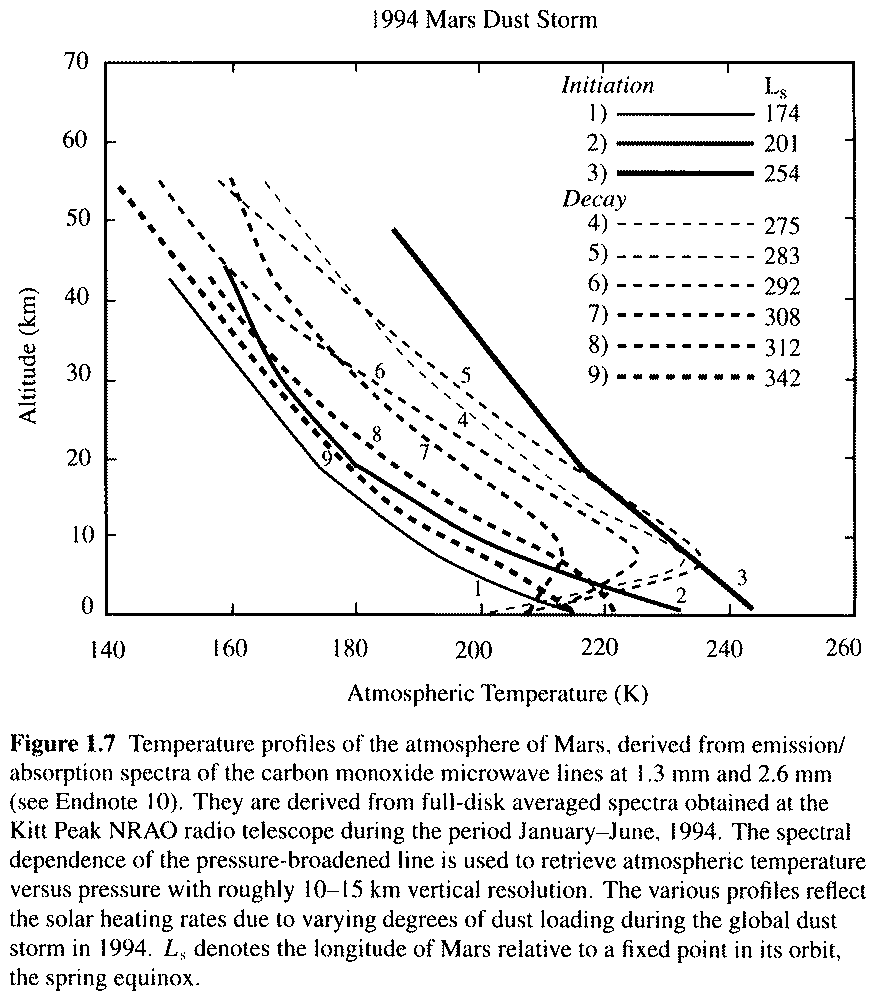 1994 Mars Dust Storm
70
60
50
40
30
20
10
0
Altitude (km)
Initiation Ls
1) 174
2) 201
3) 254
Decay
4) 275
5) 283
6) 292
7) 308
8) 312
9) 342
6 5
4
8 7
9
1 2 3
140 160 180 200 220 240 260
Atmospheric Temperature (K)
Figure 1.7 Temperature profiles of the atmosphere of Mars, derived from emission/
absorption spectra of the carbon monoxide microwave lines at 1.3 mm and 2.6 mm
(see Endnote 10). They are derived from full-disk averaged spectra obtained at the
Kitt Peak NRAO radio telescope during the period January–June, 1994. The spectral
dependence of the pressure-broadened line is used to retrieve atmospheric temperature
versus pressure with roughly 10–15 km vertical resolution. The various profiles reflect
the solar heating rates due to varying degrees of dust loading during the global dust
storm in 1994. Ls denotes the longitude of Mars relative to a fixed point in its orbit,
the spring equinox.